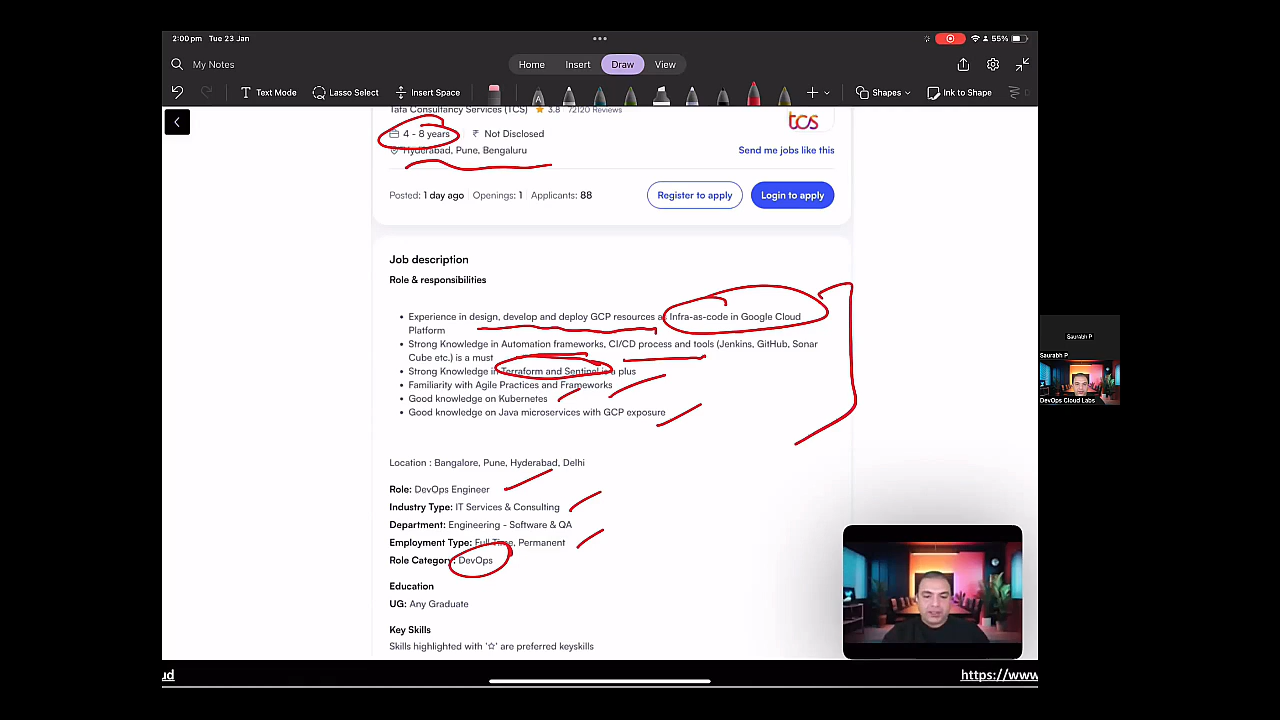 2:00 pm Tue 23 Jan
55%
My Notes
Home Insert Draw View
Text Mode Lasso Select Insert Space Shapes Ink to Shape
Tata Consultancy Services (TCS) 3.8 72120 Reviews
tcs
4 - 8 years Not Disclosed
Hyderabad, Pune, Bengaluru
Send me jobs like this
Posted: 1 day ago Openings: 1 Applicants: 88
Register to apply
Login to apply
Job description
Role & responsibilities
• Experience in design, develop and deploy GCP resources as Infra-as-code in Google Cloud
Platform
• Strong Knowledge in Automation frameworks, CI/CD process and tools (Jenkins, GitHub, Sonar
Cube etc.) is a must
• Strong Knowledge in Terraform and Sentinel is a plus
• Familiarity with Agile Practices and Frameworks
• Good knowledge on Kubernetes
• Good knowledge on Java microservices with GCP exposure
Location : Bangalore, Pune, Hyderabad, Delhi
Role: DevOps Engineer
Industry Type: IT Services & Consulting
Department: Engineering - Software & QA
Employment Type: Full Time, Permanent
Role Category: DevOps
Education
UG: Any Graduate
Key Skills
Skills highlighted with '☆' are preferred keyskills
Saurabh P
Saurabh P
DevOps Cloud Labs
ud
https://www